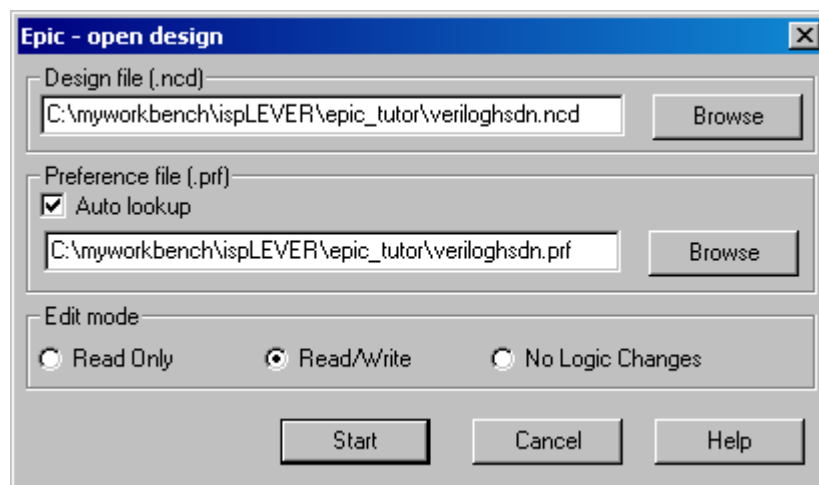 Epic - open design
Design file (.ncd)
C:\myworkbench\ispLEVER\epic_tutor\veriloghsdn.ncd Browse
Preference file (.prf)
Auto lookup
C:\myworkbench\ispLEVER\epic_tutor\veriloghsdn.prf Browse
Edit mode
Read Only Read/Write No Logic Changes
Start Cancel Help